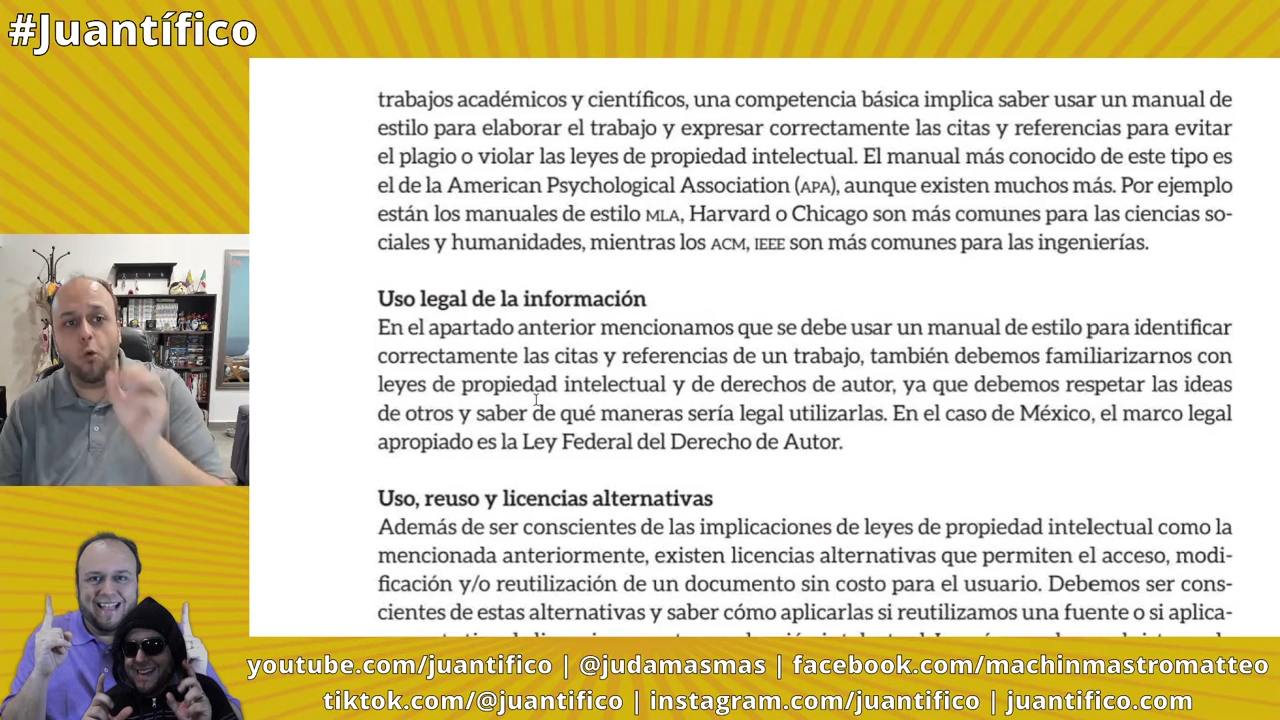 #Juantífico
trabajos académicos y científicos, una competencia básica implica saber usar un manual de
estilo para elaborar el trabajo y expresar correctamente las citas y referencias para evitar
el plagio o violar las leyes de propiedad intelectual. El manual más conocido de este tipo es
el de la American Psychological Association (APA), aunque existen muchos más. Por ejemplo
están los manuales de estilo MLA, Harvard o Chicago son más comunes para las ciencias so-
ciales y humanidades, mientras los ACM, IEEE son más comunes para las ingenierías.
Uso legal de la información
En el apartado anterior mencionamos que se debe usar un manual de estilo para identificar
correctamente las citas y referencias de un trabajo, también debemos familiarizarnos con
leyes de propiedad intelectual y de derechos de autor, ya que debemos respetar las ideas
de otros y saber de qué maneras sería legal utilizarlas. En el caso de México, el marco legal
apropiado es la Ley Federal del Derecho de Autor.
Uso, reuso y licencias alternativas
Además de ser conscientes de las implicaciones de leyes de propiedad intelectual como la
mencionada anteriormente, existen licencias alternativas que permiten el acceso, modi-
ficación y/o reutilización de un documento sin costo para el usuario. Debemos ser cons-
cientes de estas alternativas y saber cómo aplicarlas si reutilizamos una fuente o si aplica-
youtube.com/juantifico | @judamasmas | facebook.com/machinmastromatteo
tiktok.com/@juantifico | instagram.com/juantifico | juantifico.com